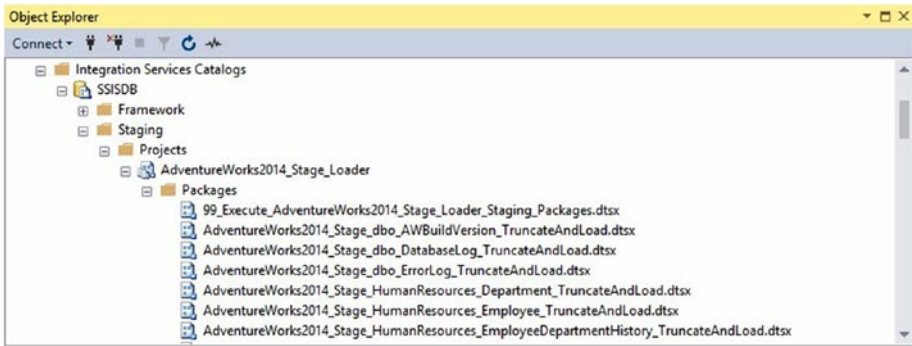 Object Explorer
Connect
Integration Services Catalogs
SSISDB
Framework
Staging
Projects
AdventureWorks2014_Stage_Loader
Packages
99_Execute_AdventureWorks2014_Stage_Loader_Staging_Packages.dtsx
AdventureWorks2014_Stage_dbo_AWBuildVersion_TruncateAndLoad.dtsx
AdventureWorks2014_Stage_dbo_DatabaseLog_TruncateAndLoad.dtsx
AdventureWorks2014_Stage_dbo_ErrorLog_TruncateAndLoad.dtsx
AdventureWorks2014_Stage_HumanResources_Department_TruncateAndLoad.dtsx
AdventureWorks2014_Stage_HumanResources_Employee_TruncateAndLoad.dtsx
AdventureWorks2014_Stage_HumanResources_EmployeeDepartmentHistory_TruncateAndLoad.dtsx